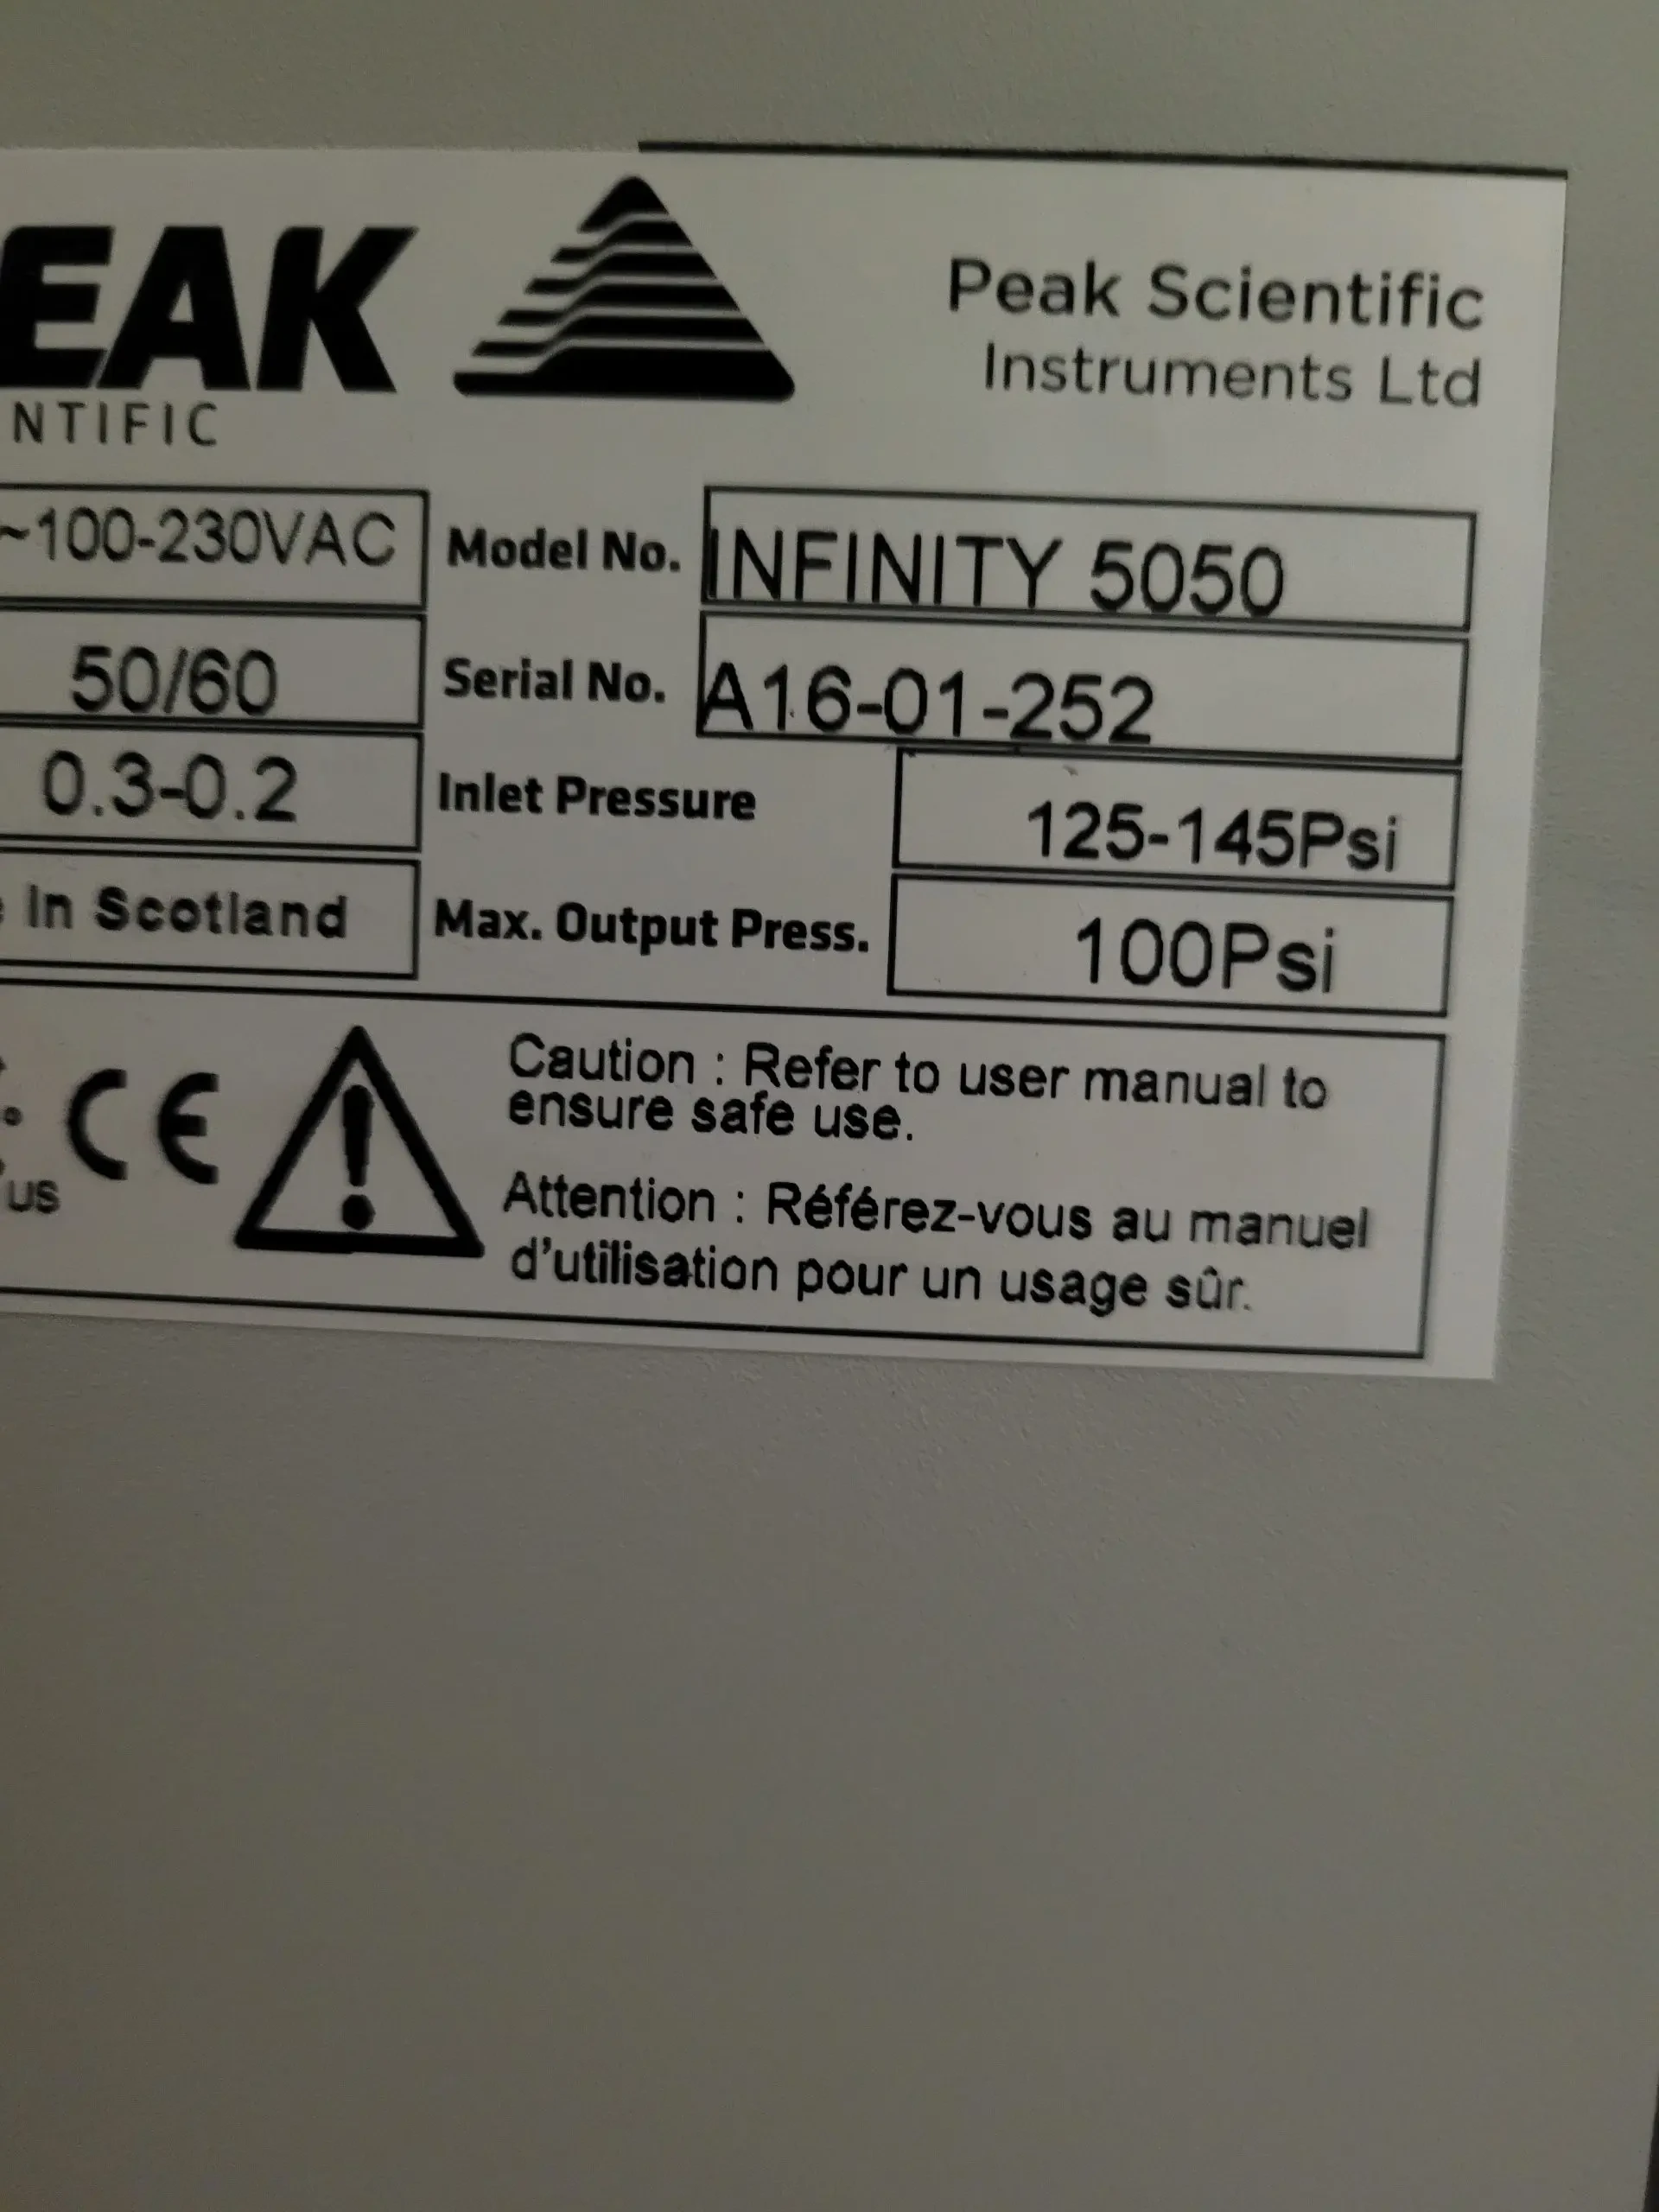 EAK
NTIFIC
Peak Scientific
Instruments Ltd
~100-230VAC
Model No. INFINITY 5050
50/60
Serial No. A16-01-252
0.3-0.2
Inlet Pressure 125-145Psi
In Scotland
Max. Output Press. 100Psi
us
CE
Caution : Refer to user manual to
ensure safe use.
Attention : Référez-vous au manuel
d'utilisation pour un usage sûr.